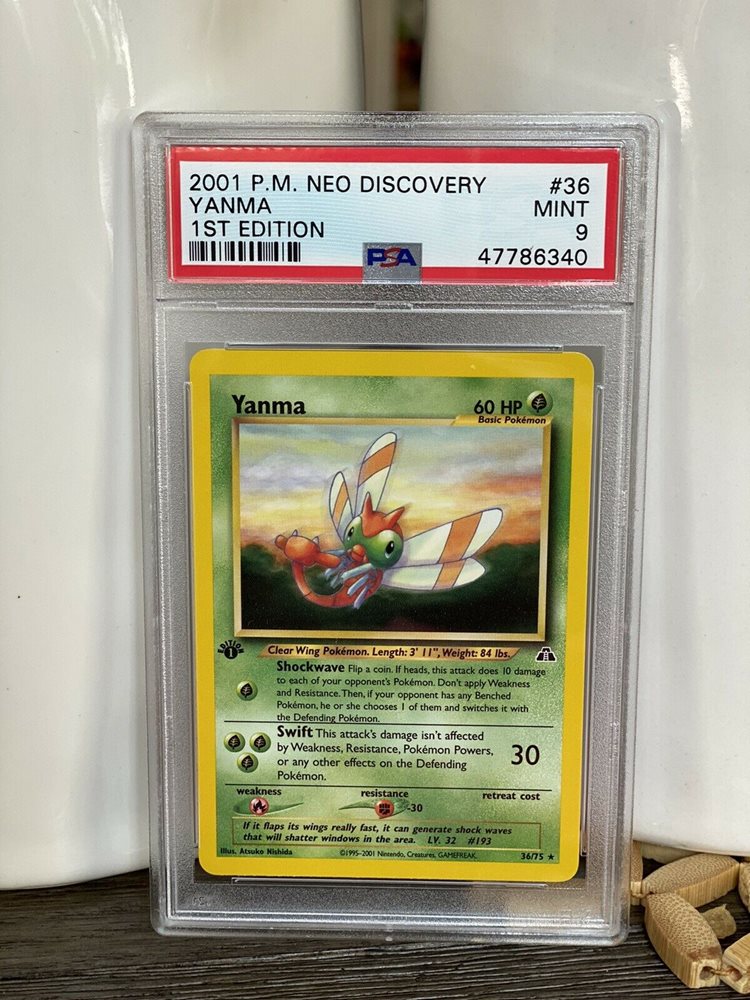 2001 P.M. NEO DISCOVERY #36
YANMA MINT
1ST EDITION 9
PSA 47786340
Yanma 60 HP
Basic Pokémon
EDITION
1
Clear Wing Pokémon. Length: 3' 11", Weight: 84 lbs.
Shockwave Flip a coin. If heads, this attack does 10 damage
to each of your opponent's Pokémon. Don't apply Weakness
and Resistance. Then, if your opponent has any Benched
Pokémon, he or she chooses 1 of them and switches it with
the Defending Pokémon.
Swift This attack's damage isn't affected
by Weakness, Resistance, Pokémon Powers, 30
or any other effects on the Defending
Pokémon.
weakness resistance retreat cost
-30
If it flaps its wings really fast, it can generate shock waves
that will shatter windows in the area. LV. 32 #193
Illus. Atsuko Nishida ©1995-2001 Nintendo, Creatures, GAMEFREAK. 36/75 ★